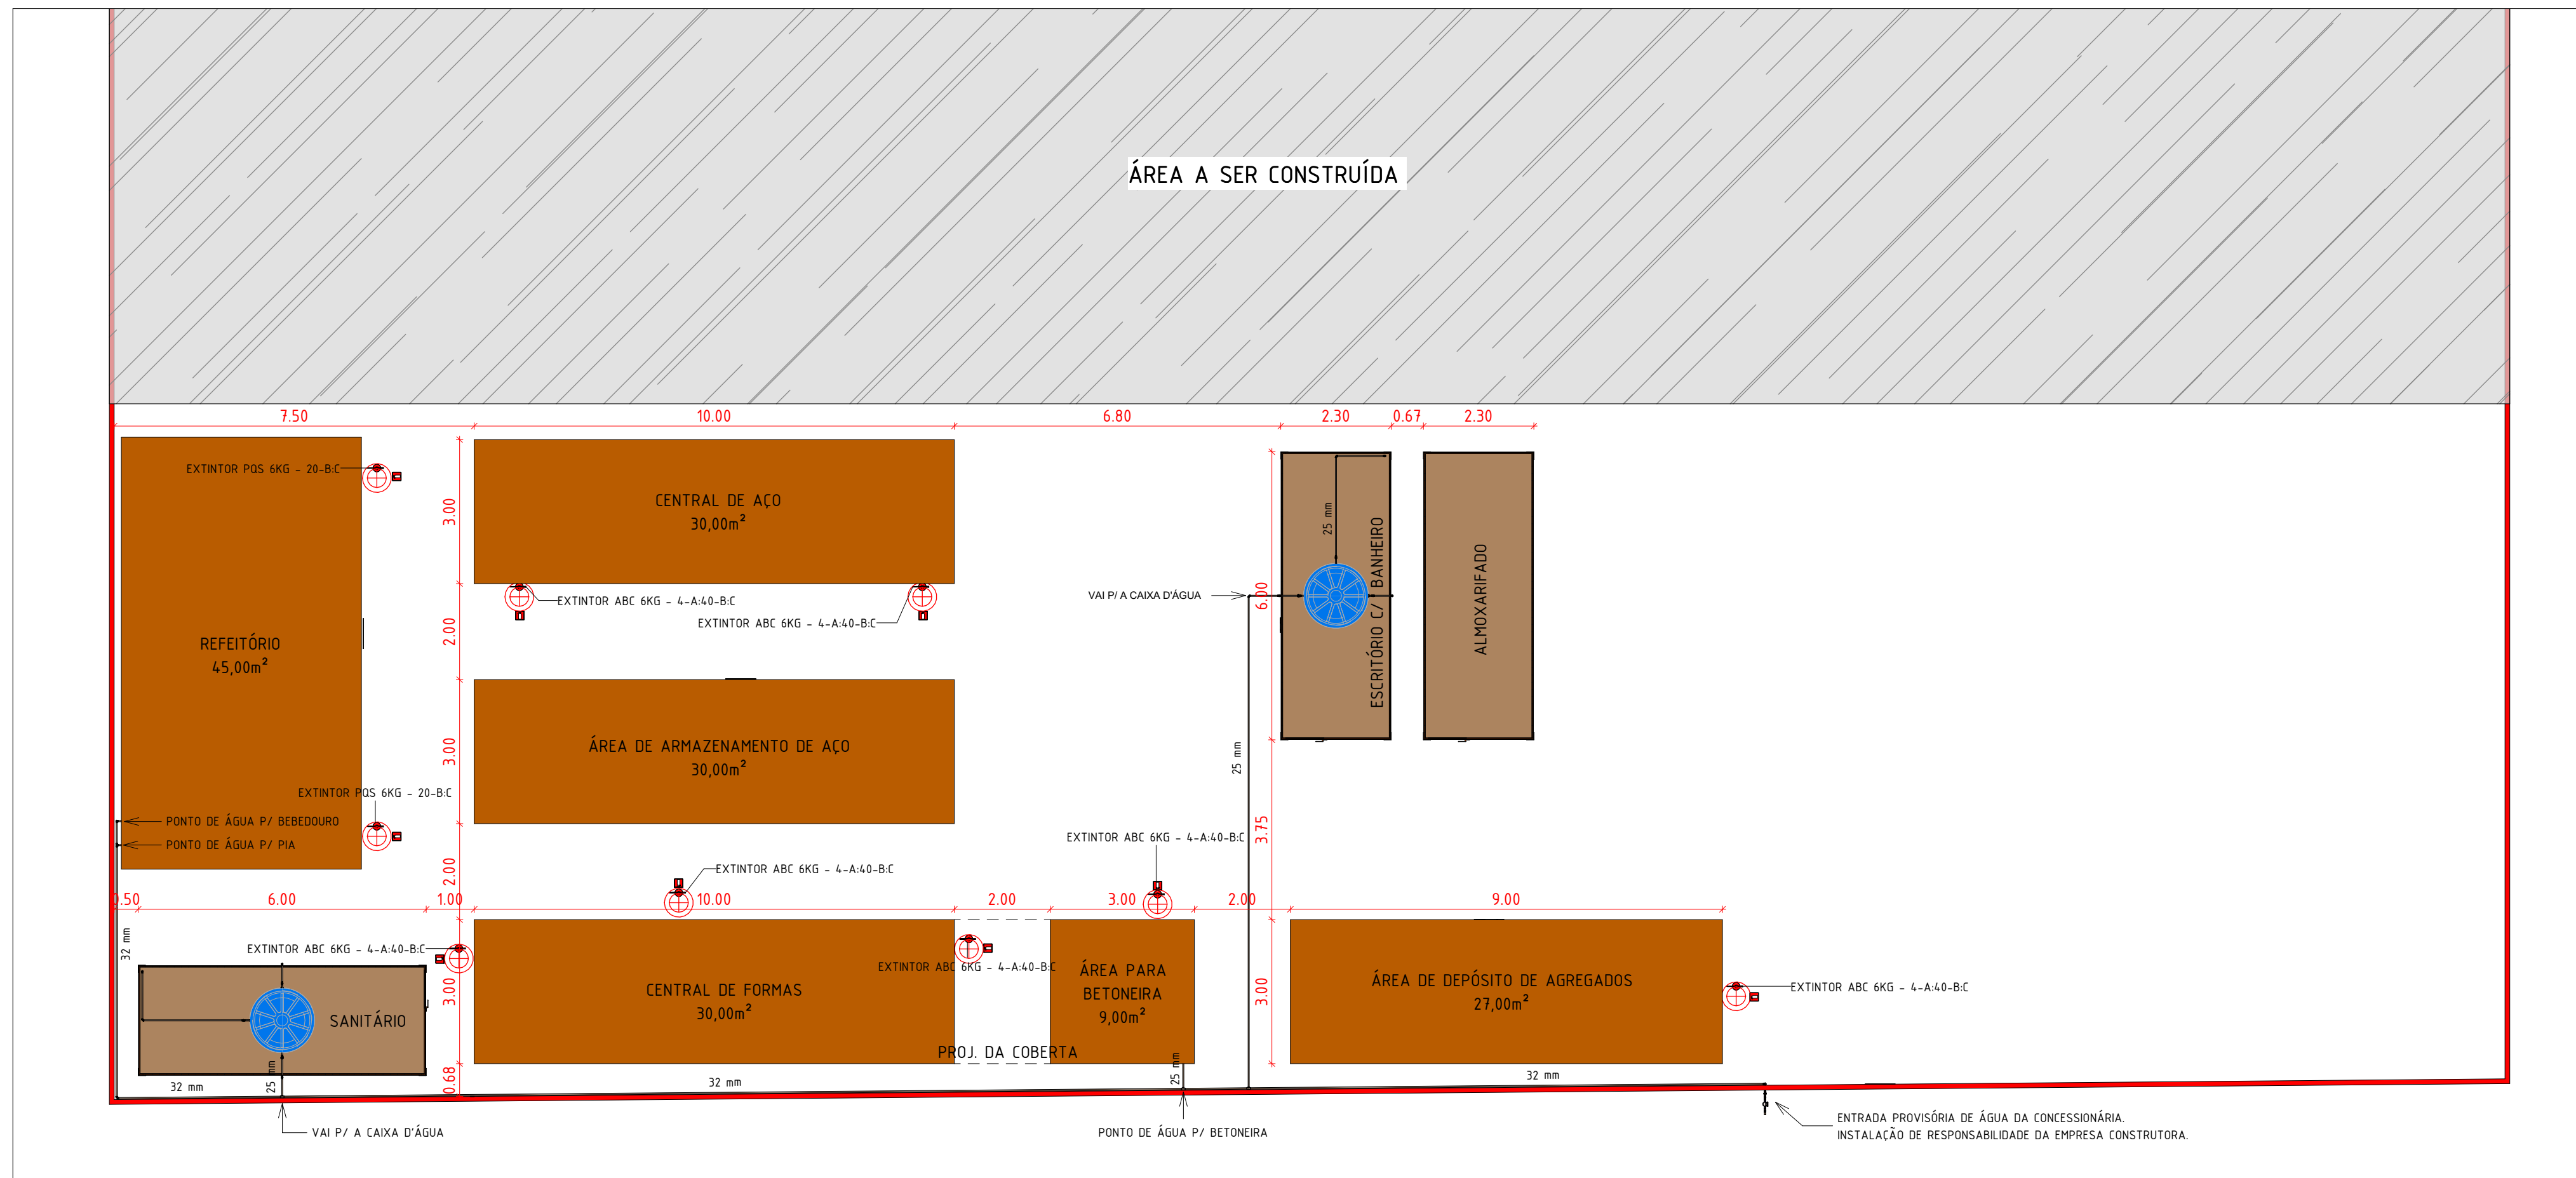 ÁREA A SER CONSTRUÍDA
7.50
10.00
6.80
2.30
0.67
2.30
EXTINTOR PQS 6KG - 20-B:C
3.00
CENTRAL DE AÇO
30,00m²
25 mm
ESCRITÓRIO C/ BANHEIRO
ALMOXARIFADO
VAI P/ A CAIXA D'ÁGUA
6.00
EXTINTOR ABC 6KG - 4-A:40-B:C
EXTINTOR ABC 6KG - 4-A:40-B:C
2.00
REFEITÓRIO
45,00m²
3.00
ÁREA DE ARMAZENAMENTO DE AÇO
30,00m²
25 mm
EXTINTOR PQS 6KG - 20-B:C
PONTO DE ÁGUA P/ BEBEDOURO
PONTO DE ÁGUA P/ PIA
EXTINTOR ABC 6KG - 4-A:40-B:C
3.75
2.00
EXTINTOR ABC 6KG - 4-A:40-B:C
.50
6.00
1.00
10.00
2.00
3.00
2.00
9.00
32 mm
EXTINTOR ABC 6KG - 4-A:40-B:C
EXTINTOR ABC 6KG - 4-A:40-B:C
3.00
CENTRAL DE FORMAS
30,00m²
ÁREA PARA
BETONEIRA
9,00m²
3.00
ÁREA DE DEPÓSITO DE AGREGADOS
27,00m²
EXTINTOR ABC 6KG - 4-A:40-B:C
SANITÁRIO
PROJ. DA COBERTA
32 mm
25 mm
0.68
32 mm
25 mm
32 mm
VAI P/ A CAIXA D'ÁGUA
PONTO DE ÁGUA P/ BETONEIRA
ENTRADA PROVISÓRIA DE ÁGUA DA CONCESSIONÁRIA.
INSTALAÇÃO DE RESPONSABILIDADE DA EMPRESA CONSTRUTORA.